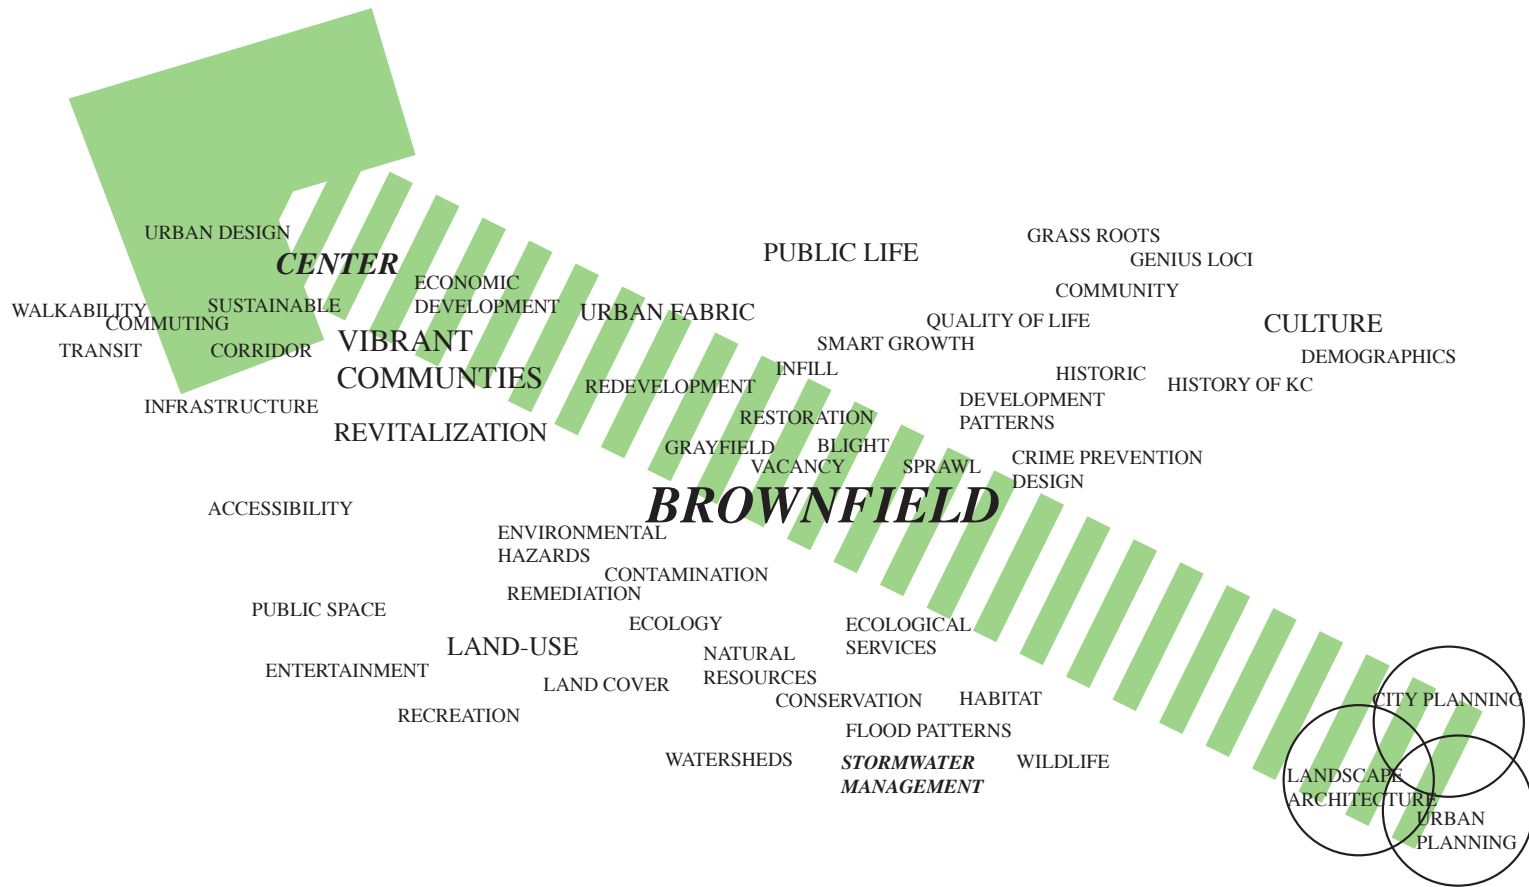 URBAN DESIGN
CENTER
WALKABILITY
COMMUTING
TRANSIT
SUSTAINABLE
CORRIDOR
INFRASTRUCTURE
ECONOMIC
DEVELOPMENT
VIBRANT
COMMUNTIES
REVITALIZATION
URBAN FABRIC
PUBLIC LIFE
GRASS ROOTS
GENIUS LOCI
COMMUNITY
QUALITY OF LIFE
SMART GROWTH
CULTURE
DEMOGRAPHICS
INFILL
REDEVELOPMENT
HISTORIC
HISTORY OF KC
DEVELOPMENT
PATTERNS
RESTORATION
GRAYFIELD
BLIGHT
VACANCY
SPRAWL
CRIME PREVENTION
DESIGN
BROWNFIELD
ACCESSIBILITY
ENVIRONMENTAL
HAZARDS
CONTAMINATION
REMEDIATION
PUBLIC SPACE
ECOLOGY
ECOLOGICAL
SERVICES
LAND-USE
NATURAL
RESOURCES
ENTERTAINMENT
LAND COVER
CONSERVATION
HABITAT
RECREATION
FLOOD PATTERNS
WATERSHEDS
STORMWATER
MANAGEMENT
WILDLIFE
CITY PLANNING
LANDSCAPE
ARCHITECTURE
URBAN
PLANNING